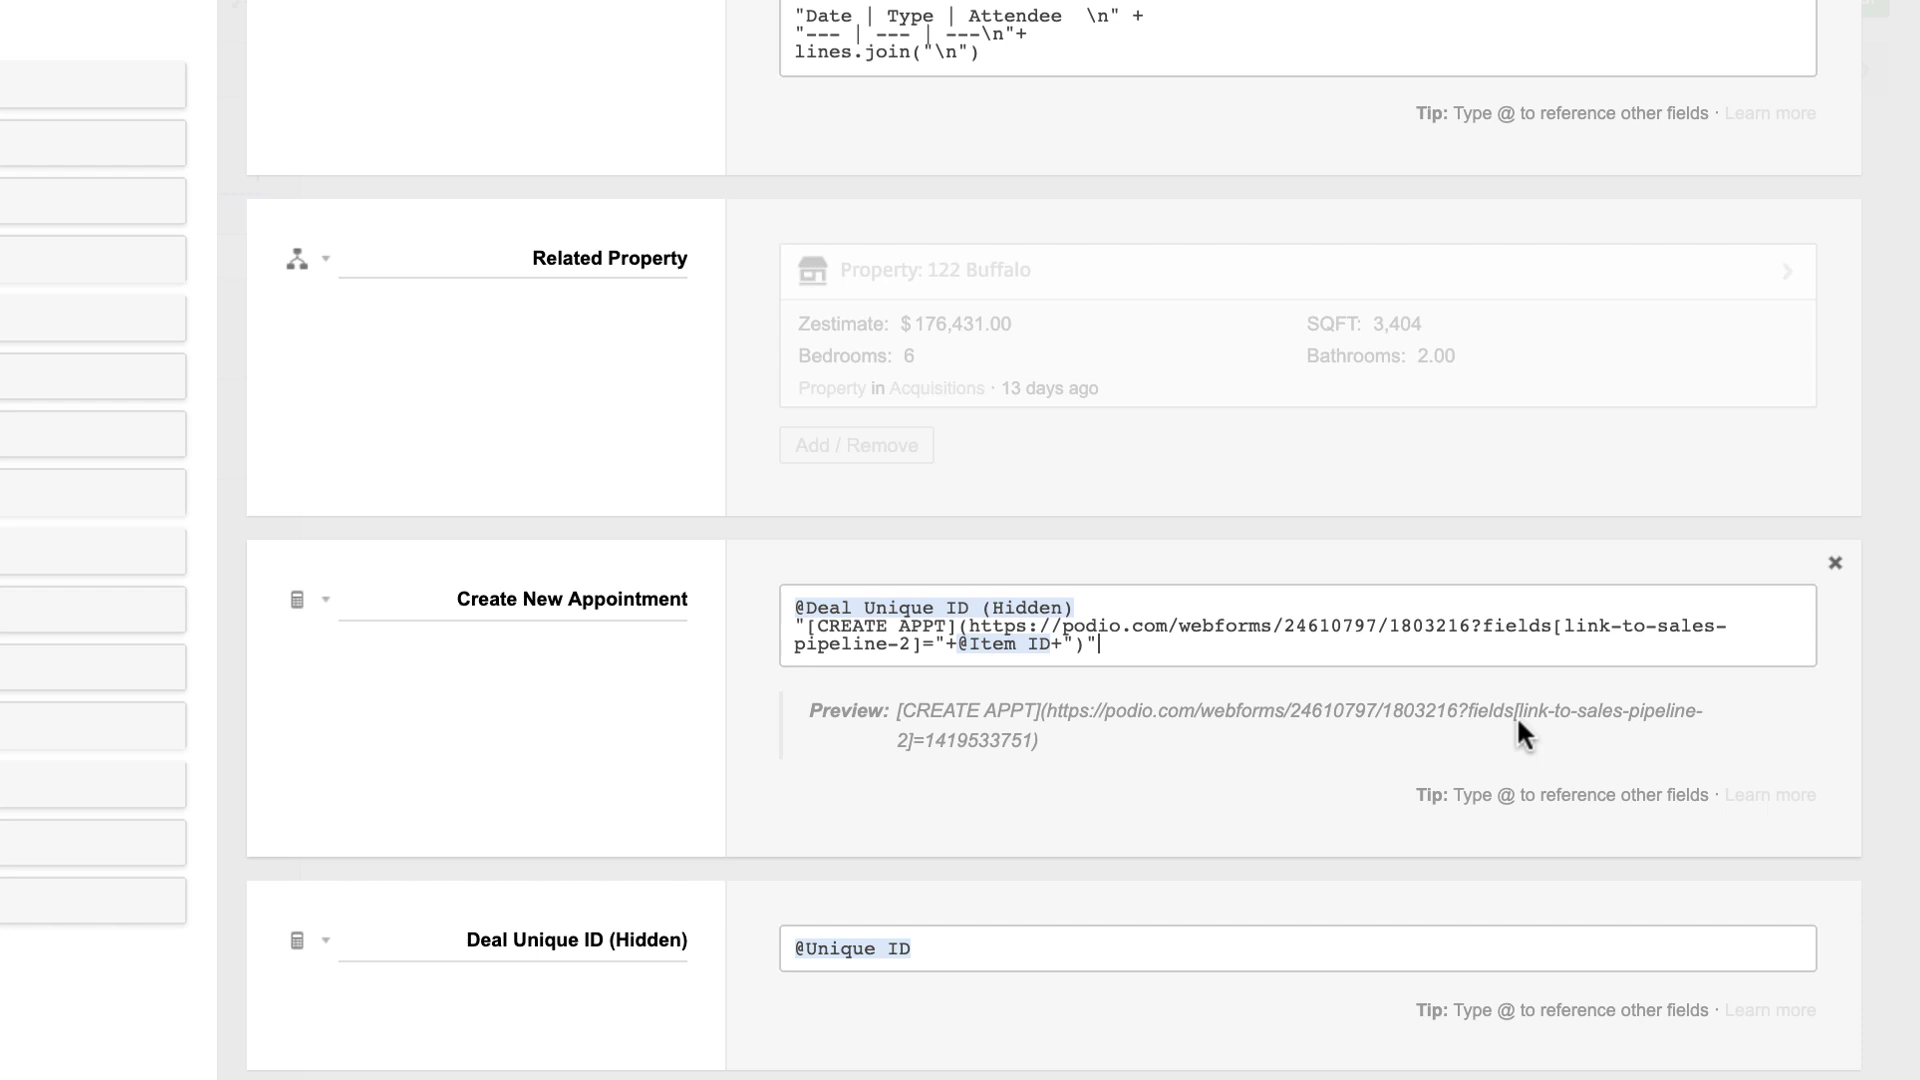 "Date | Type | Attendee  \n" +
"--- | --- | ---\n"+
lines.join("\n")
Tip: Type @ to reference other fields · Learn more
Related Property
Property: 122 Buffalo
Zestimate: $176,431.00
SQFT: 3,404
Bedrooms: 6
Bathrooms: 2.00
Property in Acquisitions · 13 days ago
Add / Remove
Create New Appointment
@Deal Unique ID (Hidden)
"[CREATE APPT](https://podio.com/webforms/24610797/1803216?fields[link-to-sales-
pipeline-2]="+@Item ID+")"
Preview: [CREATE APPT](https://podio.com/webforms/24610797/1803216?fields[link-to-sales-pipeline-
2]=1419533751)
Tip: Type @ to reference other fields · Learn more
Deal Unique ID (Hidden)
@Unique ID
Tip: Type @ to reference other fields · Learn more